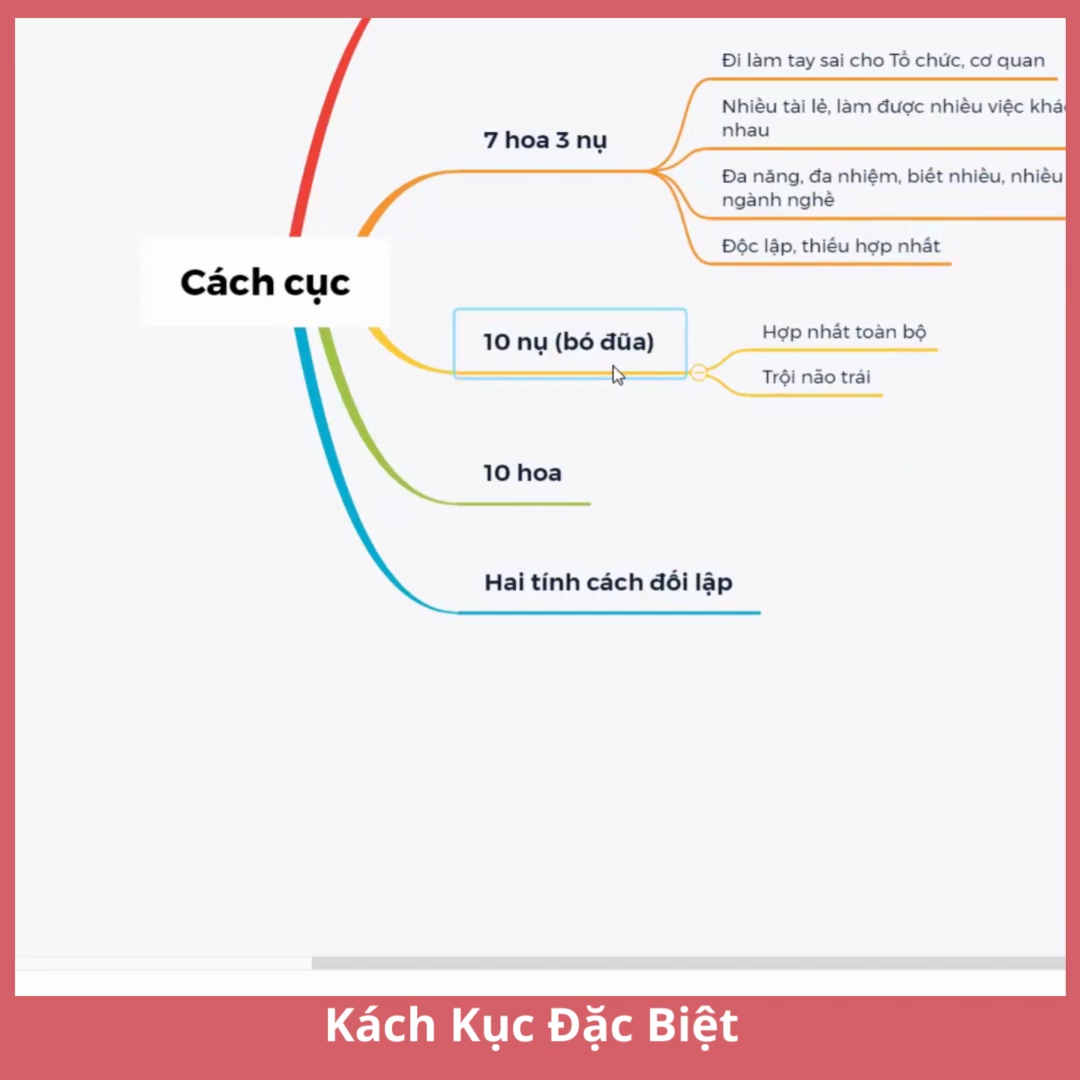 Đi làm tay sai cho Tổ chức, cơ quan
Nhiều tài lẻ, làm được nhiều việc
nhau
7 hoa 3 nụ
Đa năng, đa nhiệm, biết nhiều, nhiều
ngành nghề
Độc lập, thiếu hợp nhất
Cách cục
Hợp nhất toàn bộ
10 nụ (bó đũa)
Trội não trái
10 hoa
Hai tính cách đối lập
Kách Kục Đặc Biệt